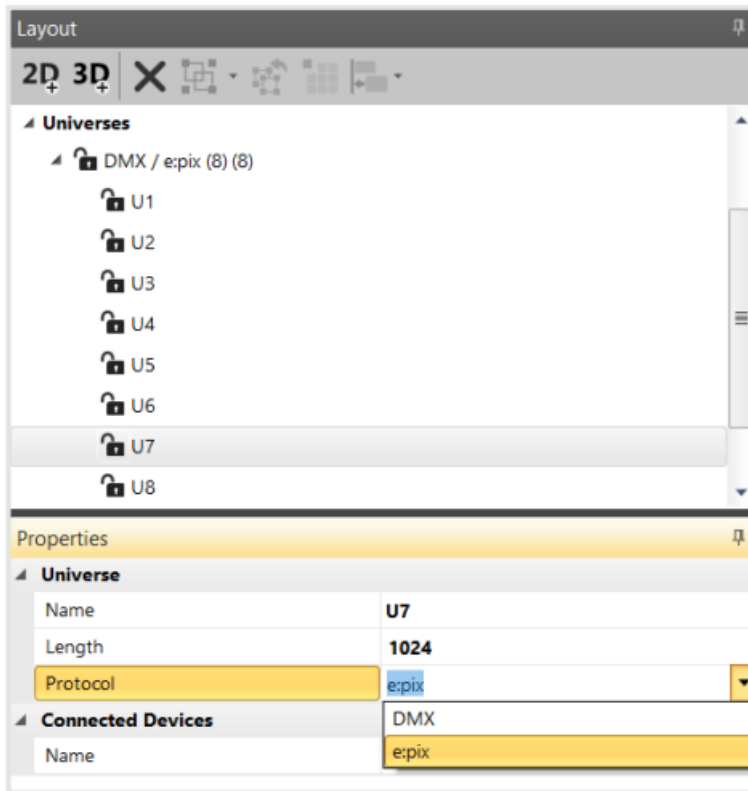 Layout
2D 3D
Universes
DMX / e:pix (8) (8)
U1
U2
U3
U4
U5
U6
U7
U8
Properties
Universe
Name U7
Length 1024
Protocol e:pix
Connected Devices DMX
Name e:pix